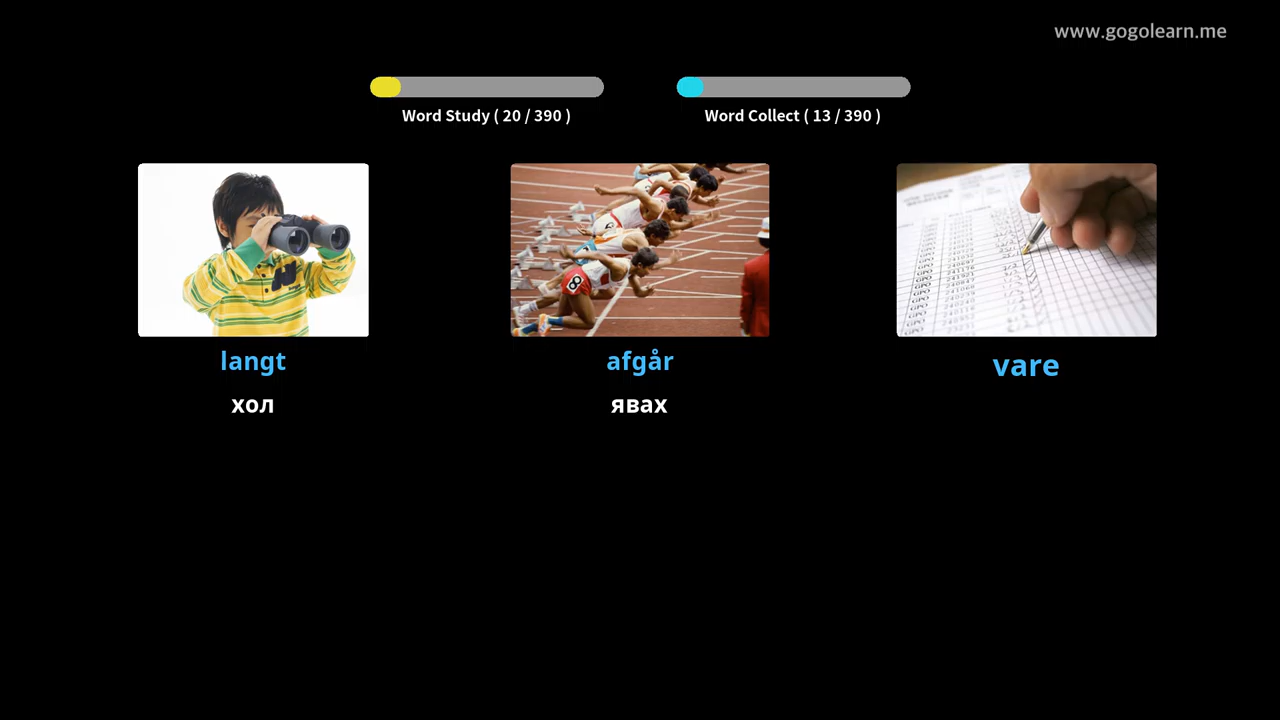 www.gogolearn.me
Word Study ( 20 / 390 )
Word Collect ( 13 / 390 )
langt
afgår
vare
хол
явах